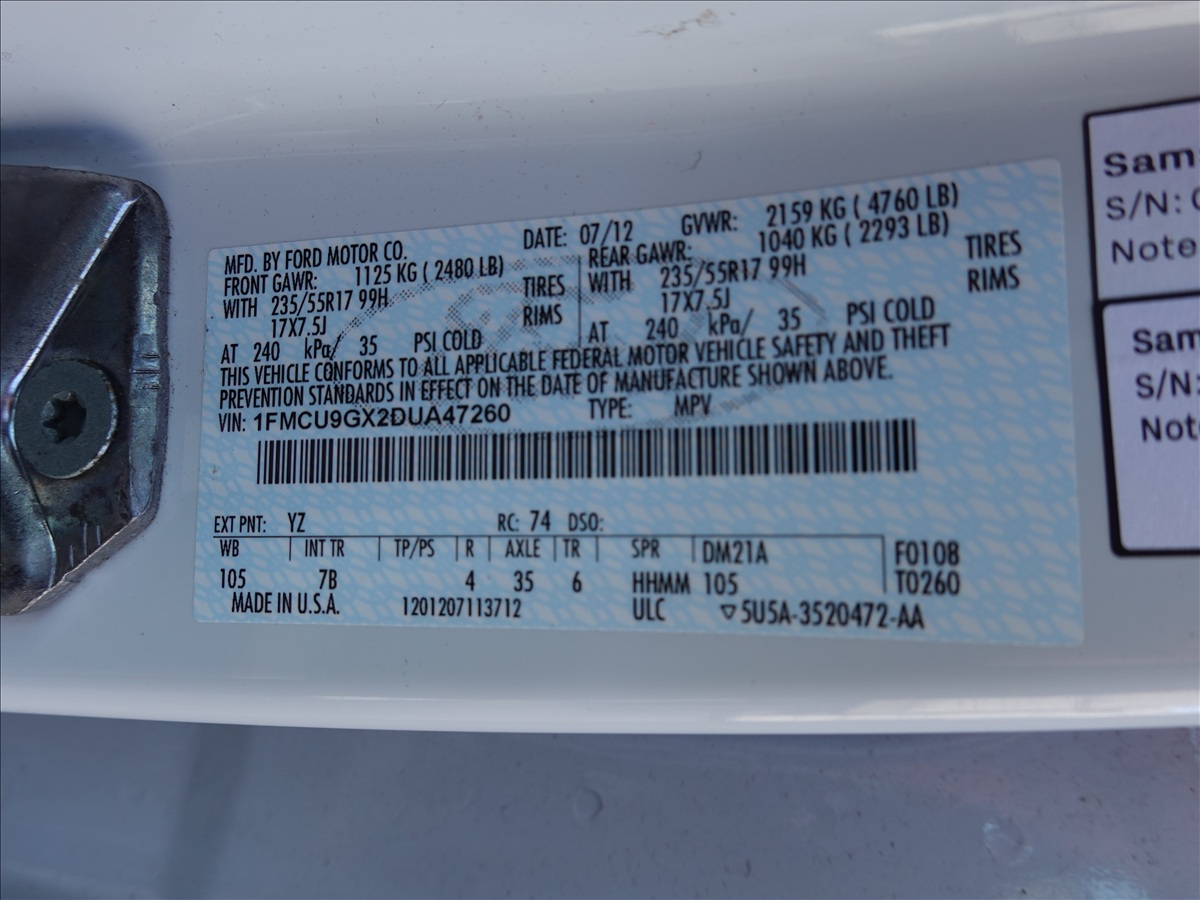 MFD. BY FORD MOTOR CO. DATE: 07/12 GVWR: 2159 KG ( 4760 LB)
FRONT GAWR: 1125 KG ( 2480 LB) REAR GAWR: 1040 KG ( 2293 LB)
WITH 235/55R17 99H TIRES WITH 235/55R17 99H TIRES
17X7.5J RIMS 17X7.5J RIMS
AT 240 kPa/ 35 PSI COLD AT 240 kPa/ 35 PSI COLD
THIS VEHICLE CONFORMS TO ALL APPLICABLE FEDERAL MOTOR VEHICLE SAFETY AND THEFT
PREVENTION STANDARDS IN EFFECT ON THE DATE OF MANUFACTURE SHOWN ABOVE.
VIN: 1FMCU9GX2DUA47260 TYPE: MPV
EXT PNT: YZ RC: 74 DSO:
WB INT TR TP/PS R AXLE TR SPR DM21A F0108
105 7B 4 35 6 HHMM 105 T0260
MADE IN U.S.A. 1201207113712 ULC ▽5U5A-3520472-AA
Sam
S/N:
Note
Sam
S/N:
Not